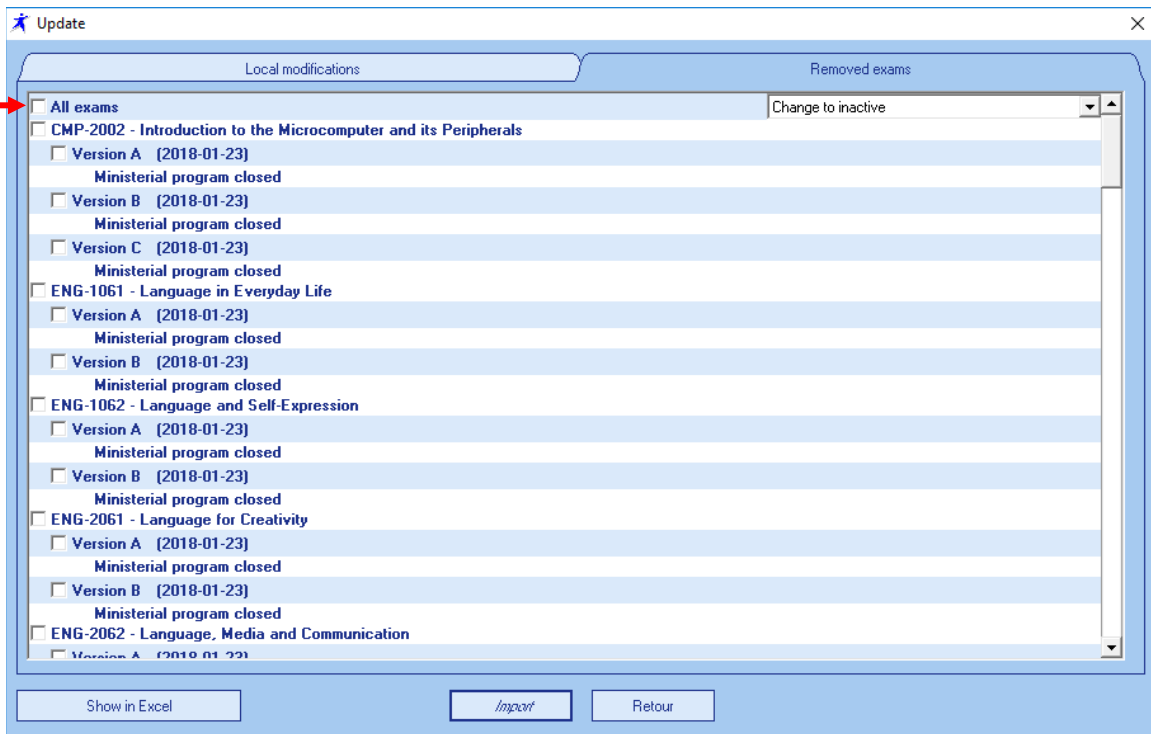 Update
Local modifications
Removed exams
All exams
Change to inactive
CMP-2002 - Introduction to the Microcomputer and its Peripherals
Version A (2018-01-23)
Ministerial program closed
Version B (2018-01-23)
Ministerial program closed
Version C (2018-01-23)
Ministerial program closed
ENG-1061 - Language in Everyday Life
Version A (2018-01-23)
Ministerial program closed
Version B (2018-01-23)
Ministerial program closed
ENG-1062 - Language and Self-Expression
Version A (2018-01-23)
Ministerial program closed
Version B (2018-01-23)
Ministerial program closed
ENG-2061 - Language for Creativity
Version A (2018-01-23)
Ministerial program closed
Version B (2018-01-23)
Ministerial program closed
ENG-2062 - Language, Media and Communication
Version A
Show in Excel
Import
Retour